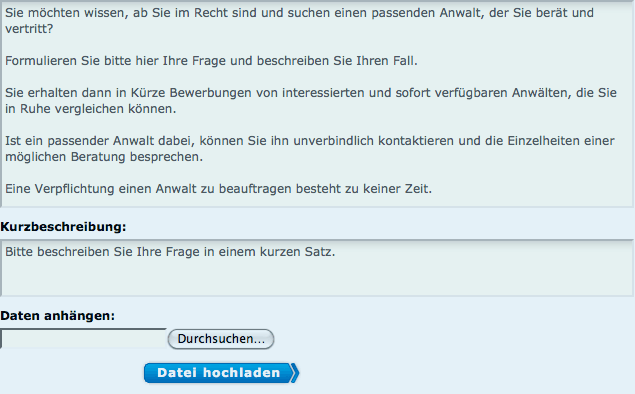 Sie möchten wissen, ab Sie im Recht sind und suchen einen passenden Anwalt, der Sie berät und
vertritt?
Formulieren Sie bitte hier Ihre Frage und beschreiben Sie Ihren Fall.
Sie erhalten dann in Kürze Bewerbungen von interessierten und sofort verfügbaren Anwälten, die Sie
in Ruhe vergleichen können.
Ist ein passender Anwalt dabei, können Sie ihn unverbindlich kontaktieren und die Einzelheiten einer
möglichen Beratung besprechen.
Eine Verpflichtung einen Anwalt zu beauftragen besteht zu keiner Zeit.
Kurzbeschreibung:
Bitte beschreiben Sie Ihre Frage in einem kurzen Satz.
Daten anhängen:
Durchsuchen...
Datei hochladen